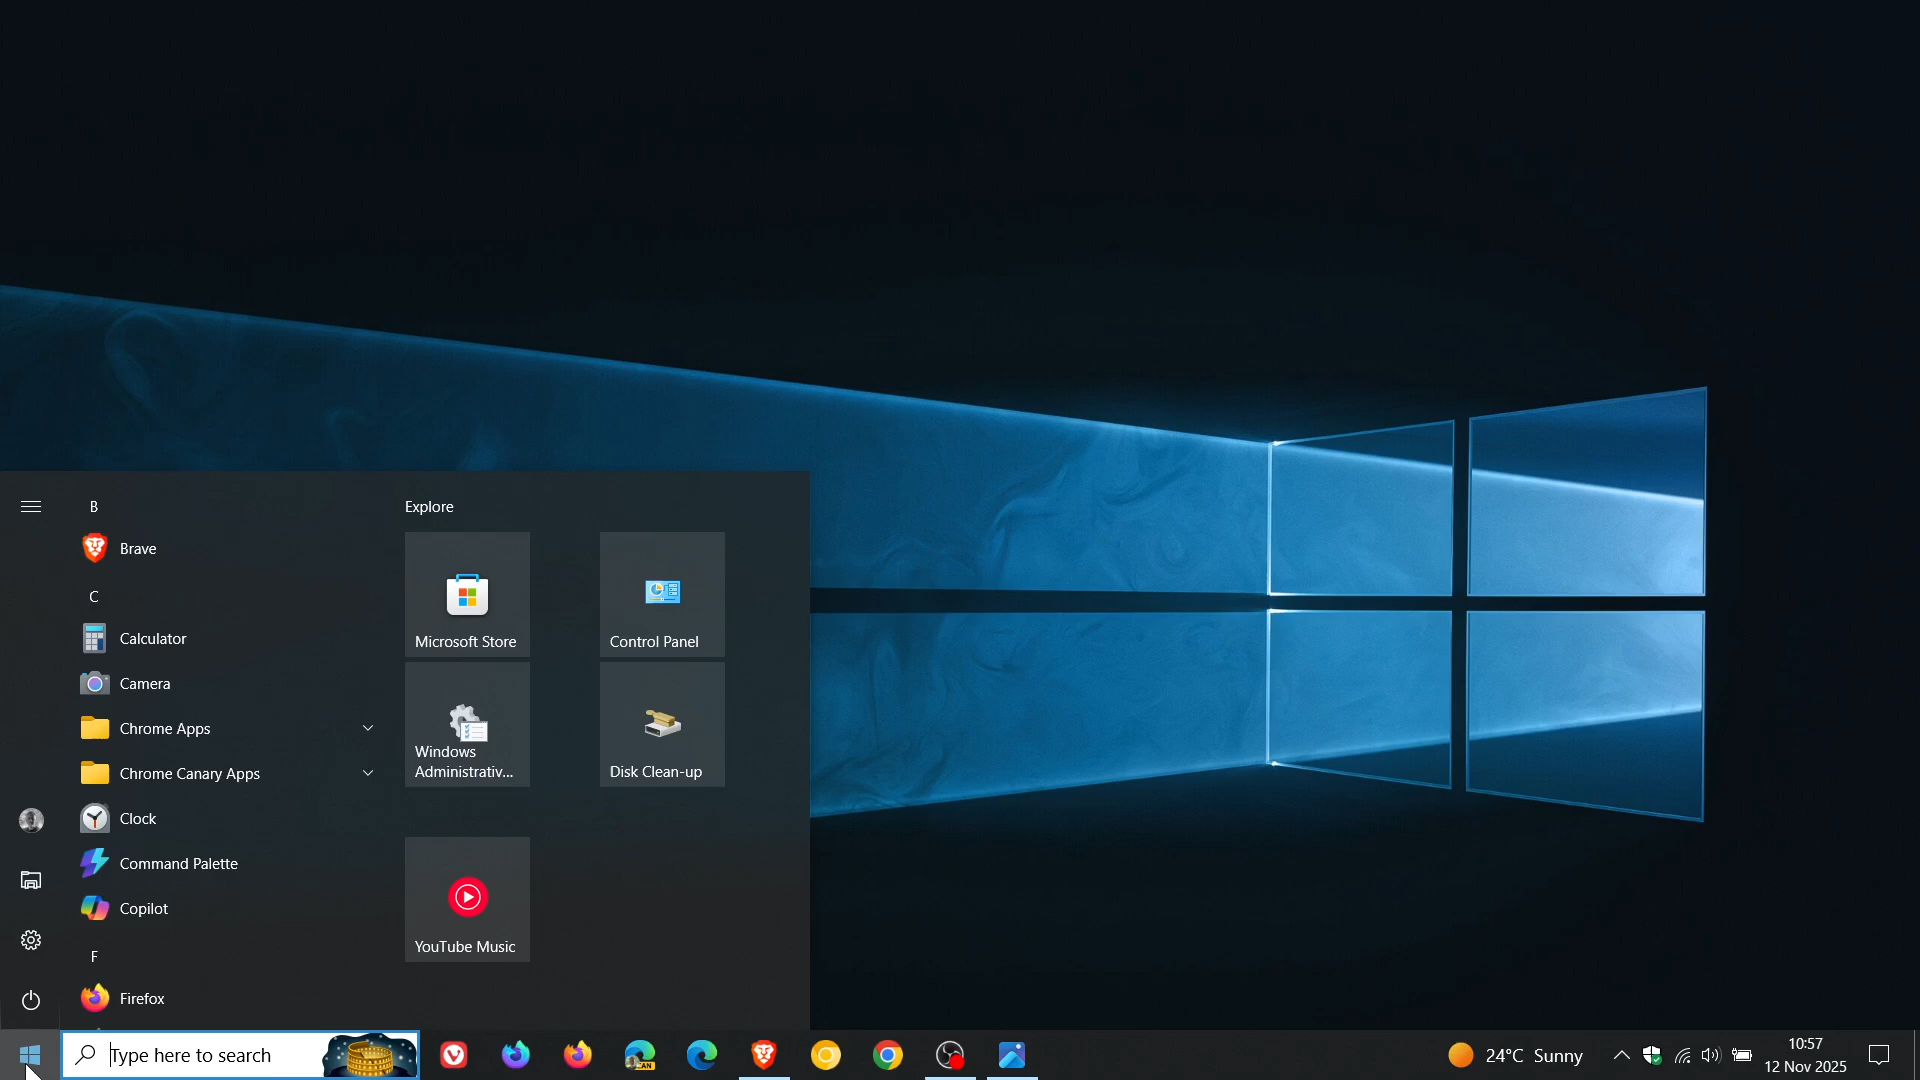 B
Brave
C
Calculator
Camera
Chrome Apps
Chrome Canary Apps
Clock
Command Palette
Copilot
F
Firefox
Explore
Microsoft Store
Control Panel
Windows
Administrativ...
Disk Clean-up
YouTube Music
Type here to search
CAN
24°C Sunny
10:57
12 Nov 2025